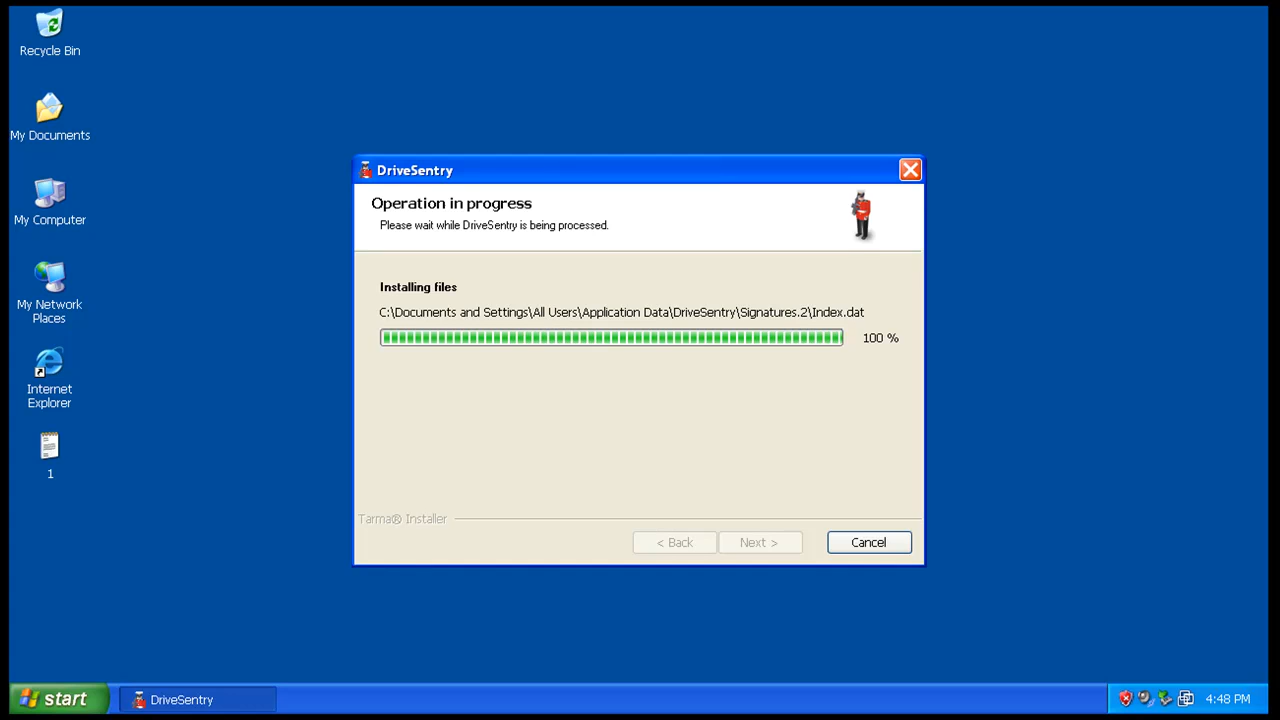 Recycle Bin
My Documents
My Computer
My Network
Places
Internet
Explorer
1
DriveSentry
Operation in progress
Please wait while DriveSentry is being processed.
Installing files
C:\Documents and Settings\All Users\Application Data\DriveSentry\Signatures.2\Index.dat
100 %
Tarma® Installer
< Back
Next >
Cancel
start
DriveSentry
4:48 PM